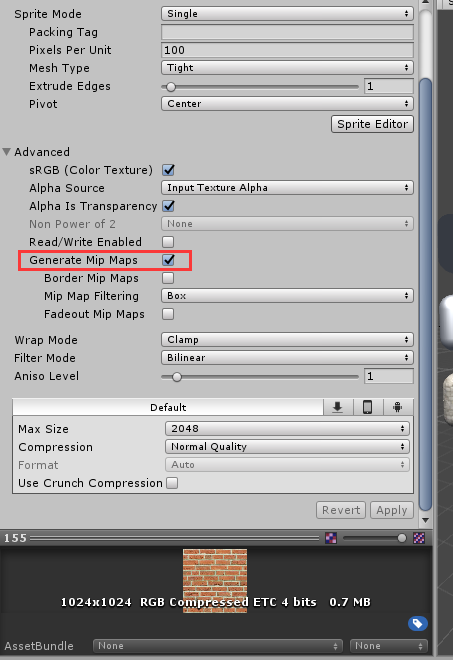 Sprite Mode Single
Packing Tag
Pixels Per Unit 100
Mesh Type Tight
Extrude Edges 1
Pivot Center
Sprite Editor
Advanced
sRGB (Color Texture)
Alpha Source Input Texture Alpha
Alpha Is Transparency
Non Power of 2 None
Read/Write Enabled
Generate Mip Maps
Border Mip Maps
Mip Map Filtering Box
Fadeout Mip Maps
Wrap Mode Clamp
Filter Mode Bilinear
Aniso Level 1
Default
Max Size 2048
Compression Normal Quality
Format Auto
Use Crunch Compression
Revert Apply
155
1024x1024 RGB Compressed ETC 4 bits 0.7 MB
AssetBundle None None